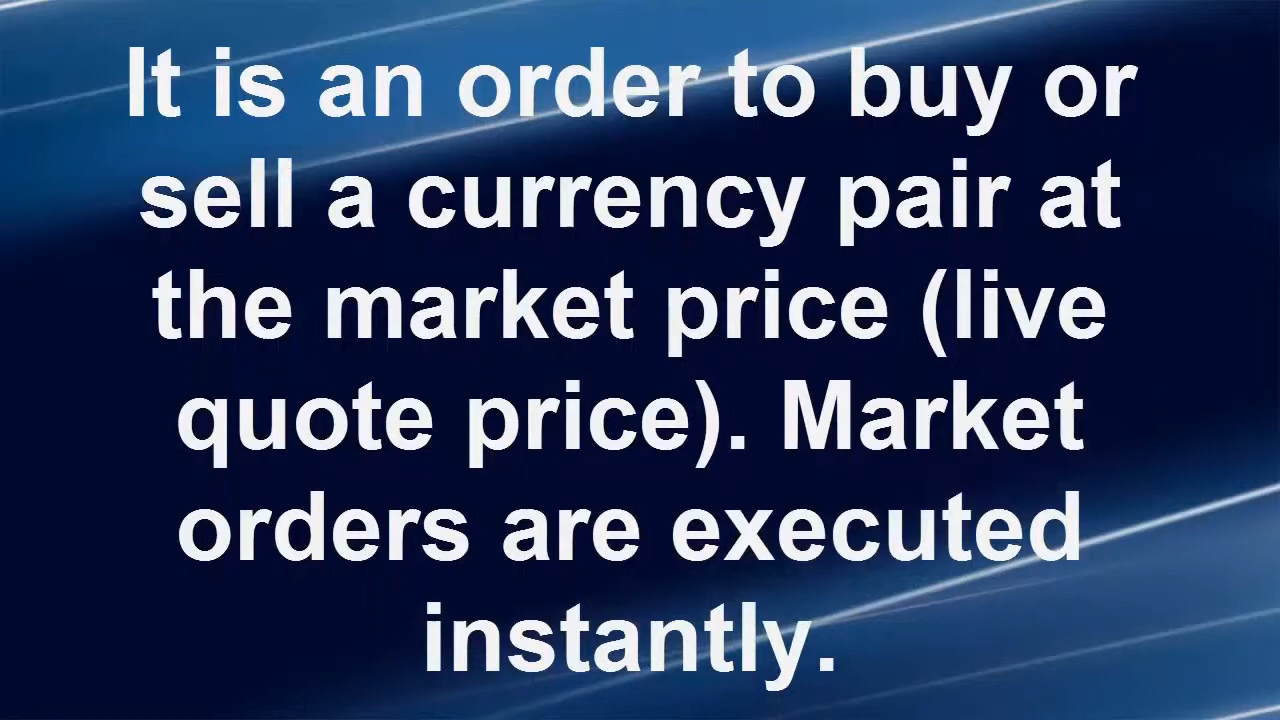 It is an order to buy or
sell a currency pair at
the market price (live
quote price). Market
orders are executed
instantly.